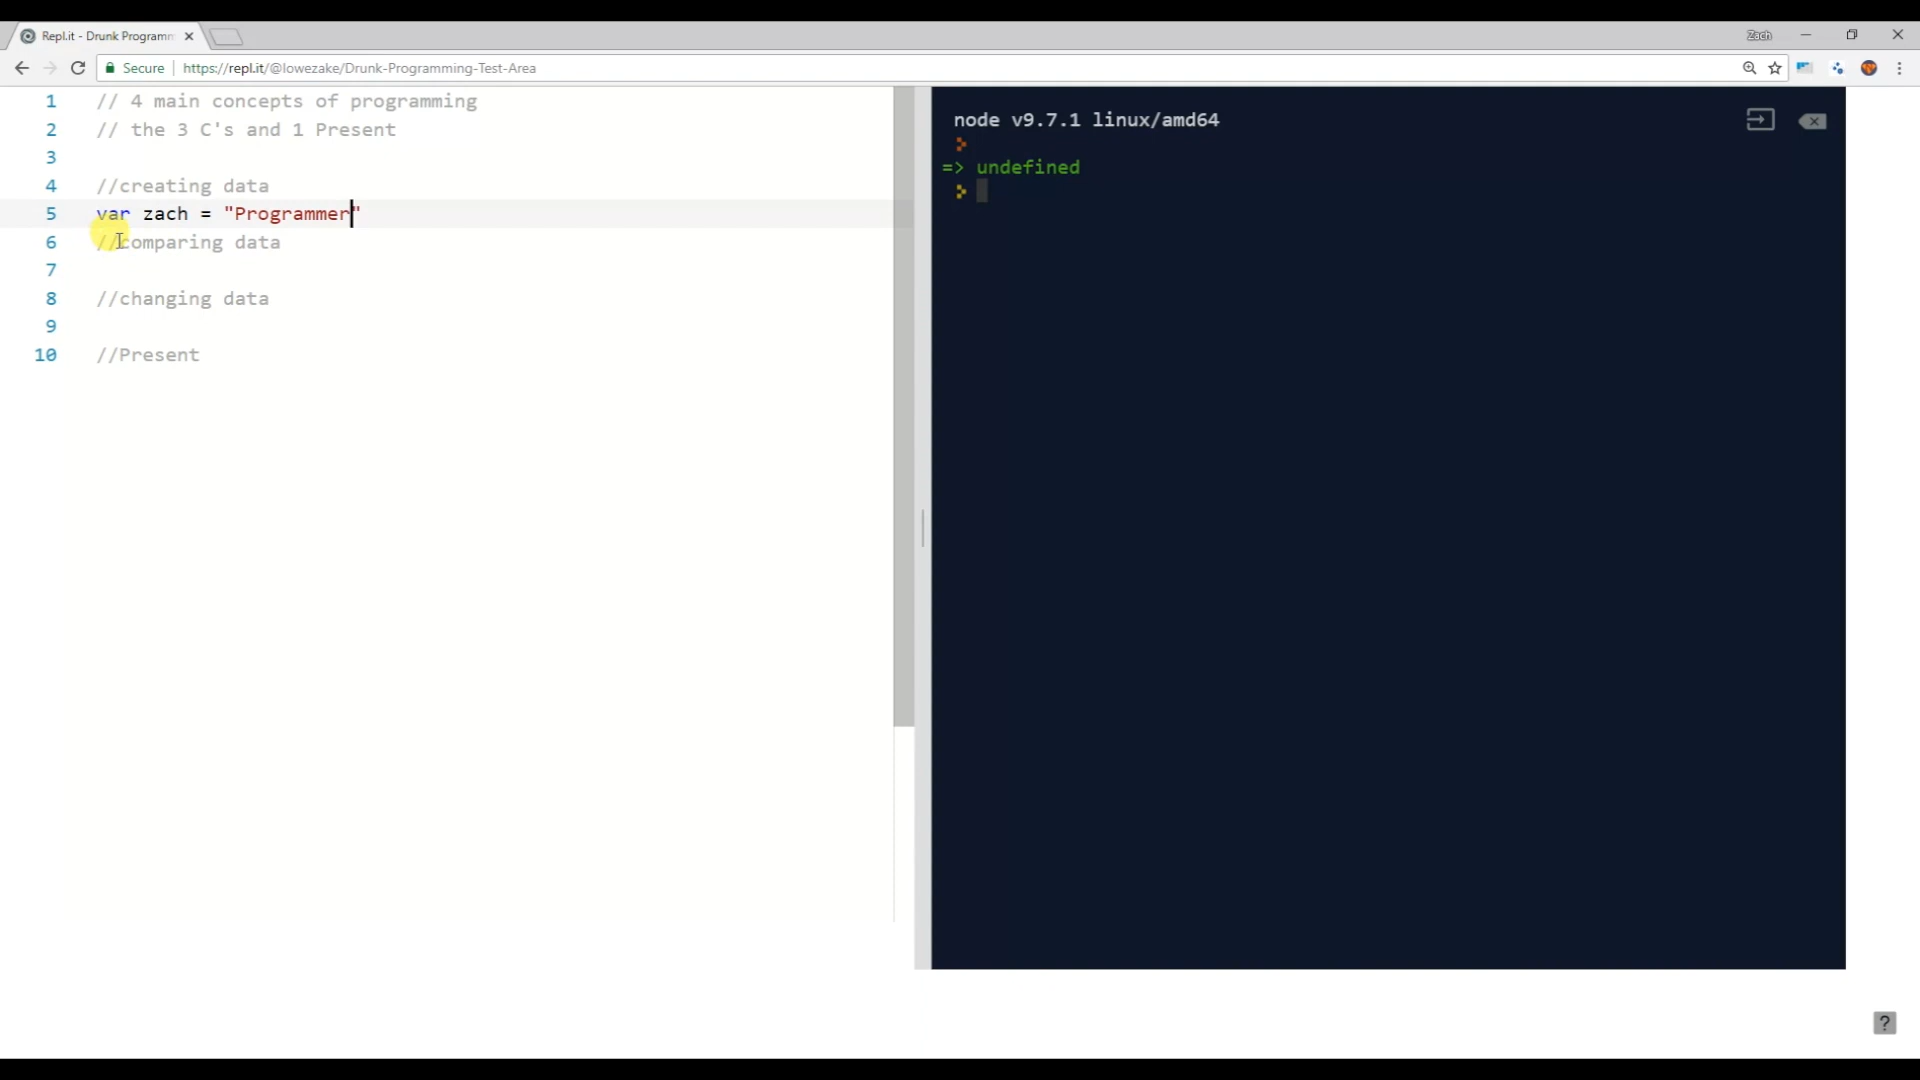 Repl.it - Drunk Programm
Zach
Secure | https://repl.it/@lowezake/Drunk-Programming-Test-Area
1 // 4 main concepts of programming
2 // the 3 C's and 1 Present
3
4 //creating data
5 var zach = "Programmer"
6 //comparing data
7
8 //changing data
9
10 //Present
node v9.7.1 linux/amd64
>
=> undefined
>
?